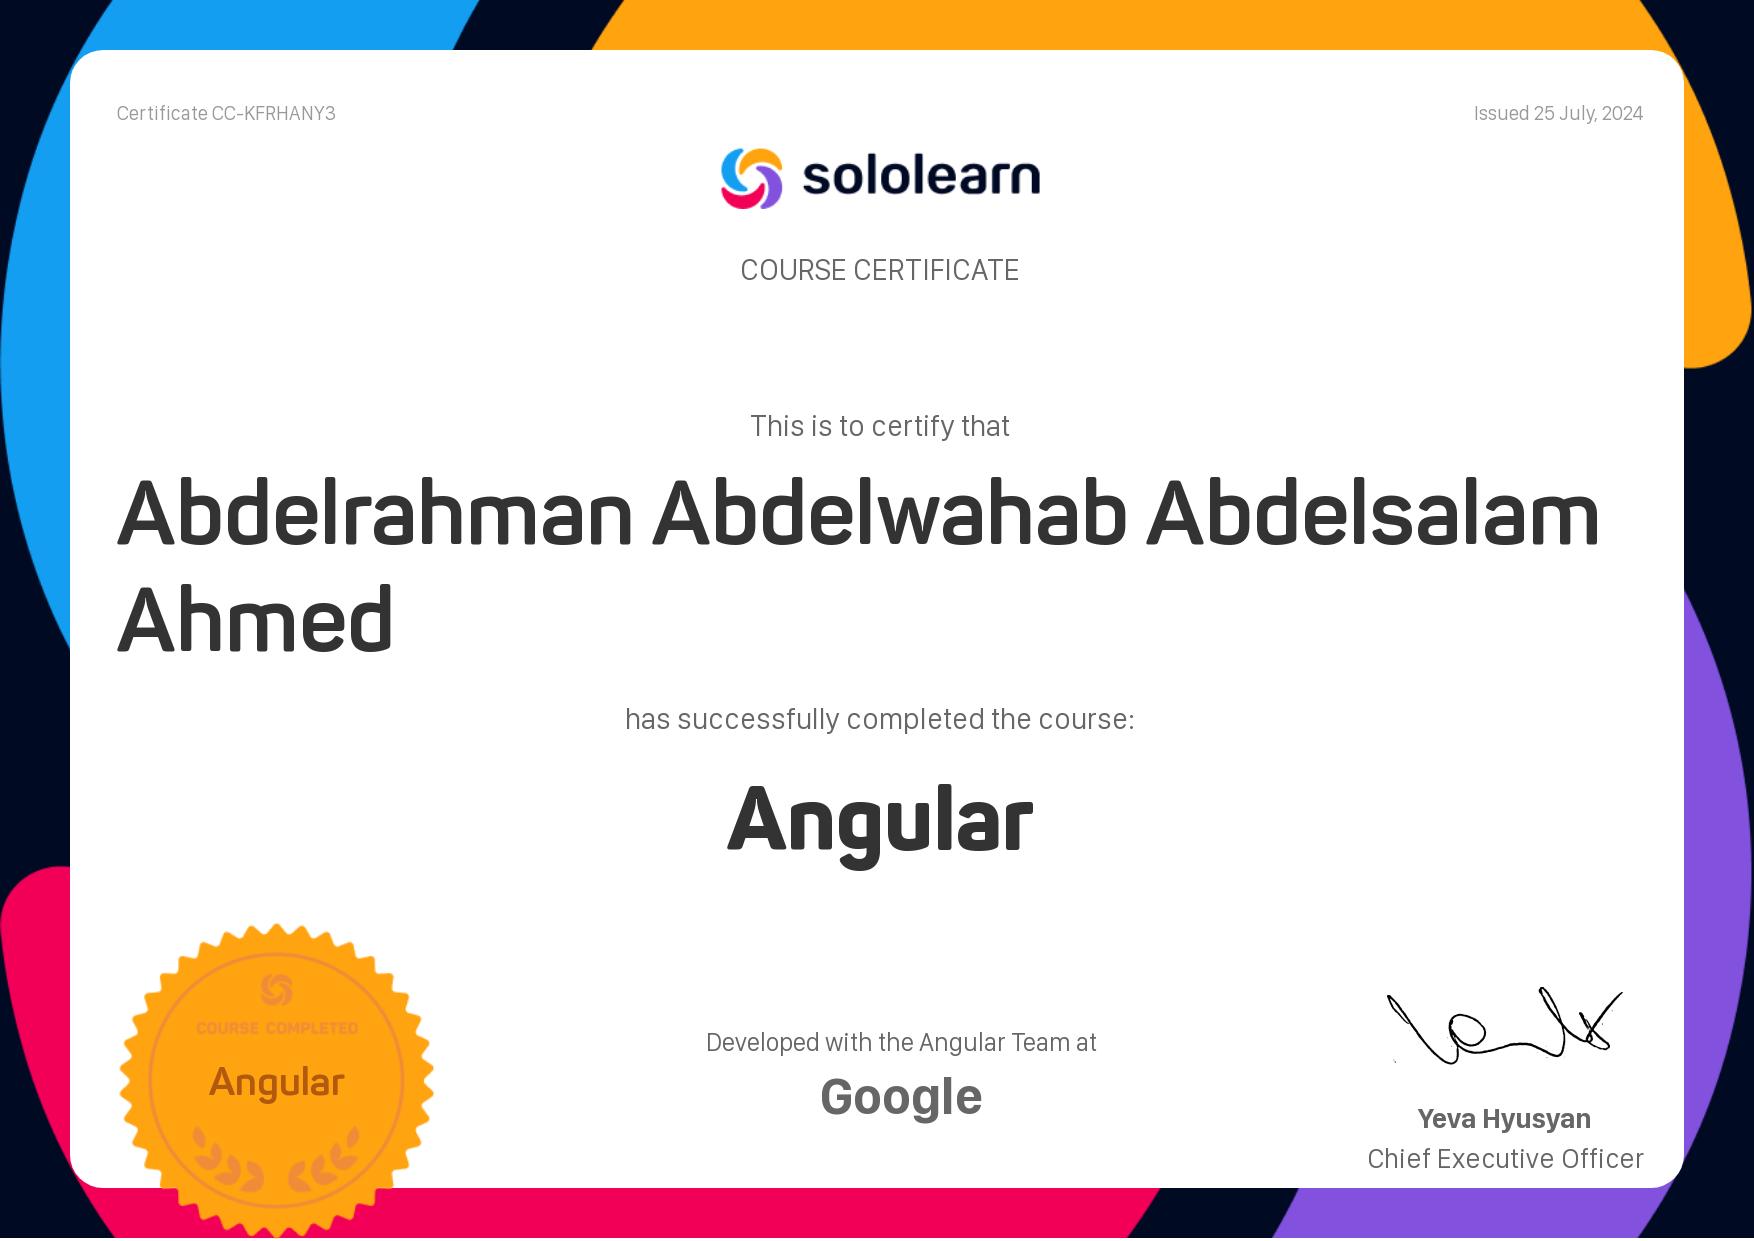 Certificate CC-KFRHANY3
Issued 25 July, 2024
sololearn
COURSE CERTIFICATE
This is to certify that
Abdelrahman Abdelwahab Abdelsalam
Ahmed
has successfully completed the course:
Angular
COURSE COMPLETED
Angular
Developed with the Angular Team at
Google
Yeva Hyusyan
Chief Executive Officer